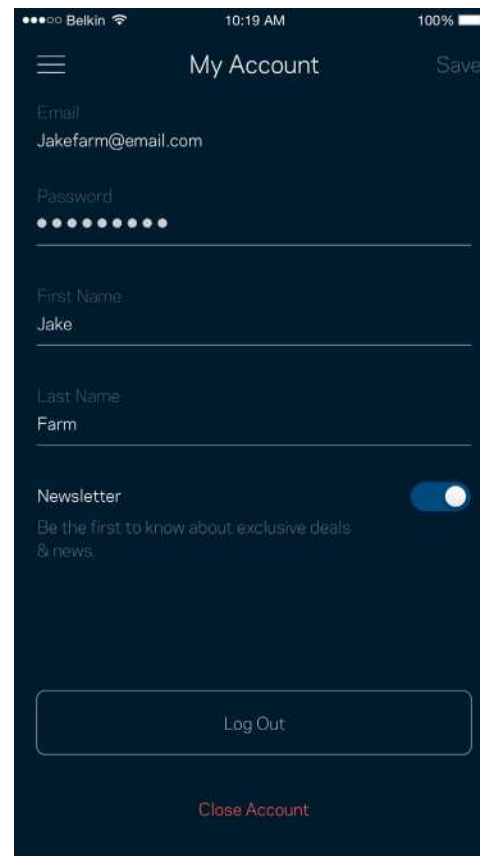 Belkin 10:19 AM 100%
My Account Save
Email
Jakefarm@email.com
Password
First Name
Jake
Last Name
Farm
Newsletter
Be the first to know about exclusive deals
& news.
Log Out
Close Account